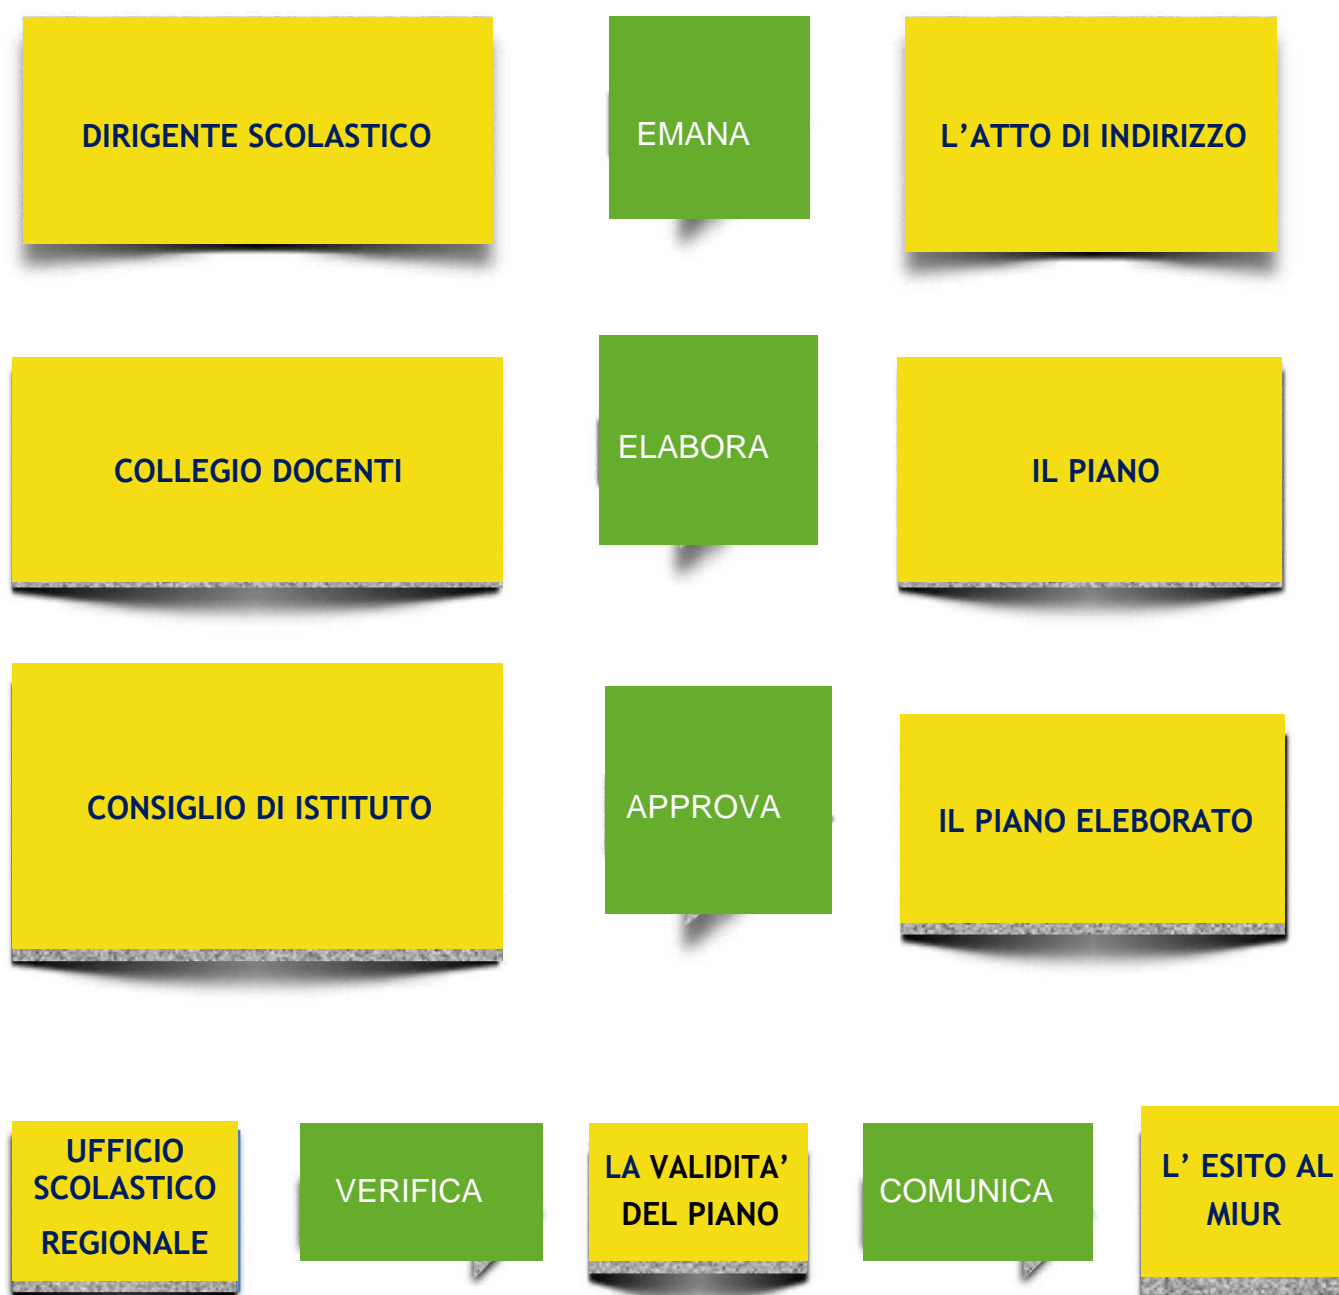 DIRIGENTE SCOLASTICO
EMANA
L’ATTO DI INDIRIZZO
COLLEGIO DOCENTI
ELABORA
IL PIANO
CONSIGLIO DI ISTITUTO
APPROVA
IL PIANO ELEBORATO
UFFICIO
SCOLASTICO
REGIONALE
VERIFICA
LA VALIDITA’
DEL PIANO
COMUNICA
L’ ESITO AL
MIUR